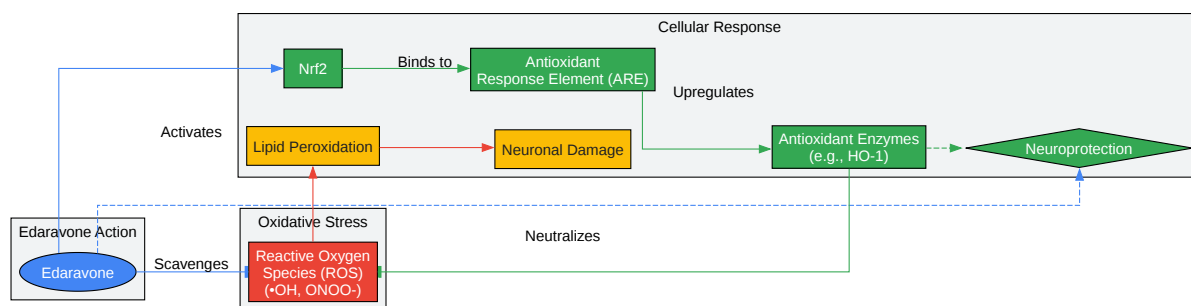 Cellular Response
Nrf2
Binds to
Antioxidant
Response Element (ARE)
Upregulates
Activates
Lipid Peroxidation
Neuronal Damage
Antioxidant Enzymes
(e.g., HO-1)
Neuroprotection
Edaravone Action
Oxidative Stress
Neutralizes
Edaravone
Scavenges
Reactive Oxygen
Species (ROS)
(•OH, ONOO-)